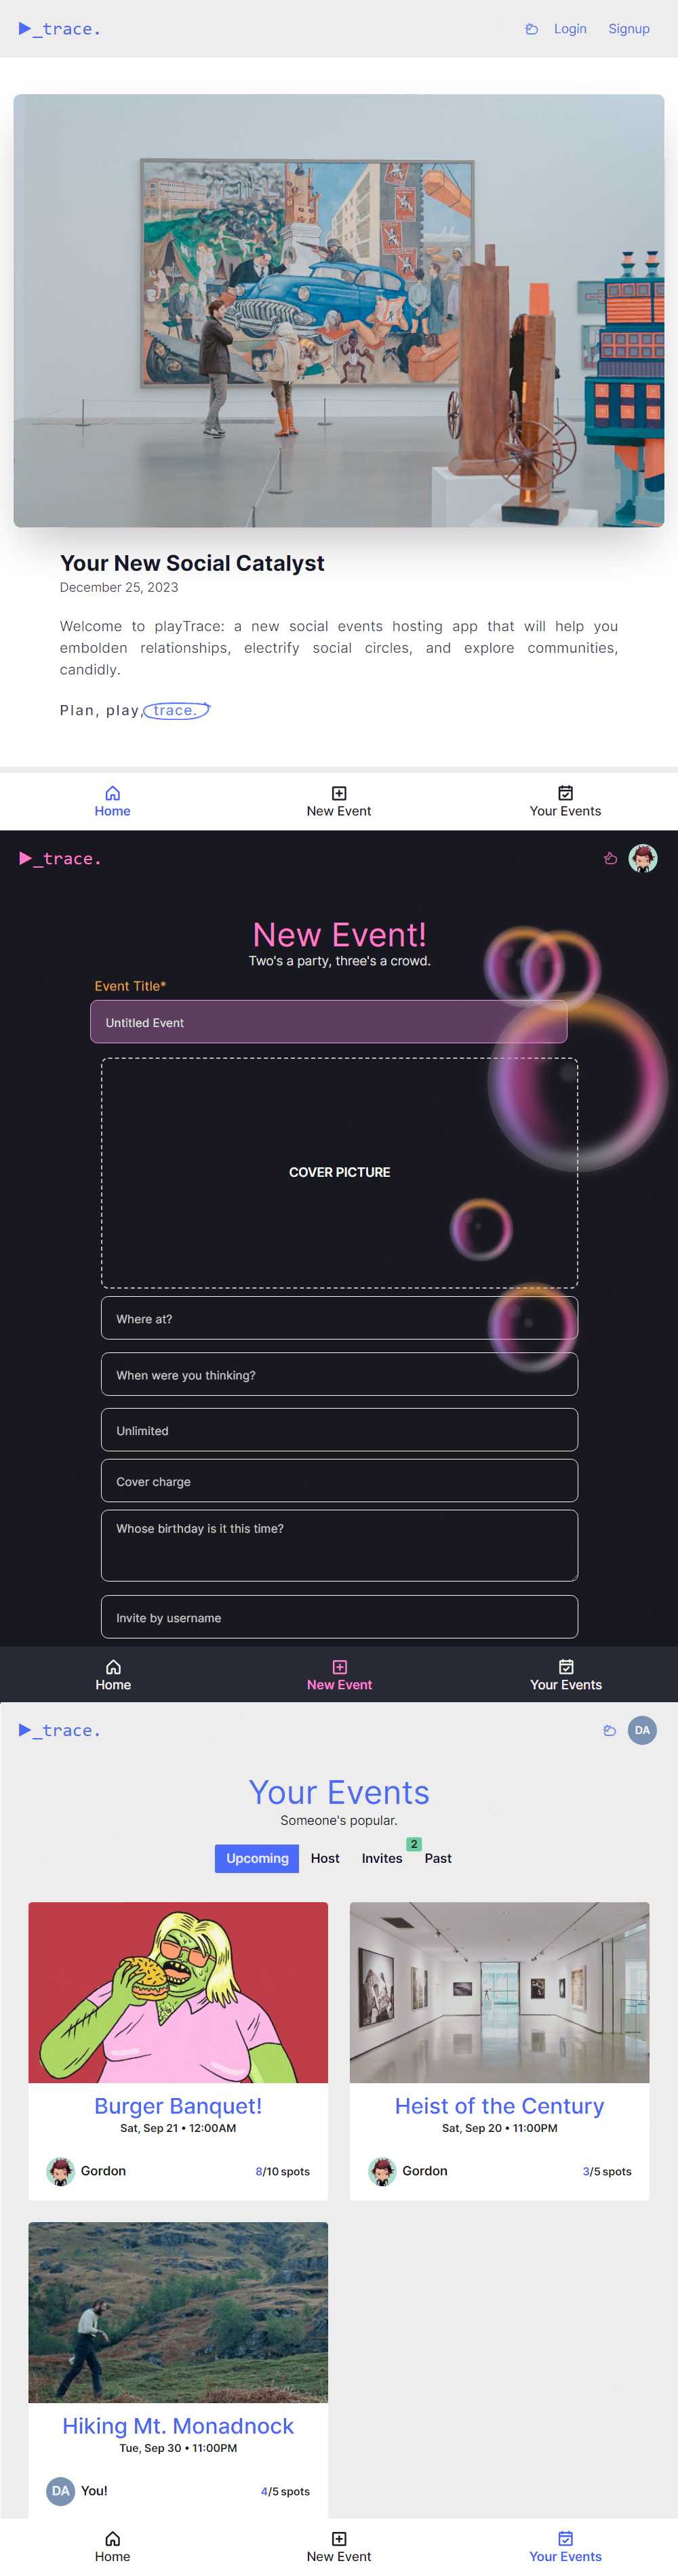 ▶_trace.
Login Signup
Your New Social Catalyst
December 25, 2023
Welcome to playTrace: a new social events hosting app that will help you
embolden relationships, electrify social circles, and explore communities,
candidly.
Plan, play, trace.
Home New Event Your Events
▶_trace.
New Event!
Two's a party, three's a crowd.
Event Title*
Untitled Event
COVER PICTURE
Where at?
When were you thinking?
Unlimited
Cover charge
Whose birthday is it this time?
Invite by username
Home New Event Your Events
▶_trace.
DA
Your Events
Someone's popular.
Upcoming Host Invites 2 Past
Burger Banquet!
Sat, Sep 21 • 12:00AM
Gordon 8/10 spots
Heist of the Century
Sat, Sep 20 • 11:00PM
Gordon 3/5 spots
Hiking Mt. Monadnock
Tue, Sep 30 • 11:00PM
DA You! 4/5 spots
Home New Event Your Events